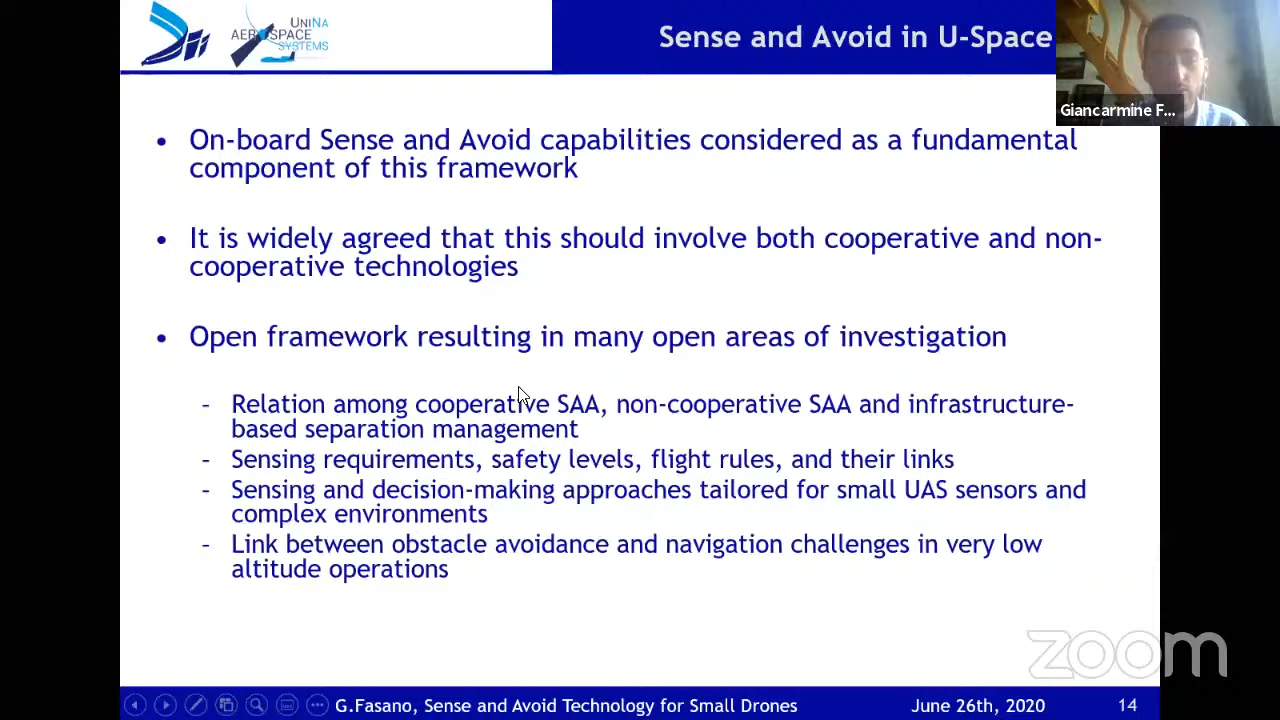 UNINA
AEROSPACE
SYSTEMS
Sense and Avoid in U-Space
Giancarmine F...
• On-board Sense and Avoid capabilities considered as a fundamental
component of this framework
• It is widely agreed that this should involve both cooperative and non-
cooperative technologies
• Open framework resulting in many open areas of investigation
- Relation among cooperative SAA, non-cooperative SAA and infrastructure-
based separation management
- Sensing requirements, safety levels, flight rules, and their links
- Sensing and decision-making approaches tailored for small UAS sensors and
complex environments
- Link between obstacle avoidance and navigation challenges in very low
altitude operations
zoom
G.Fasano, Sense and Avoid Technology for Small Drones June 26th, 2020 14